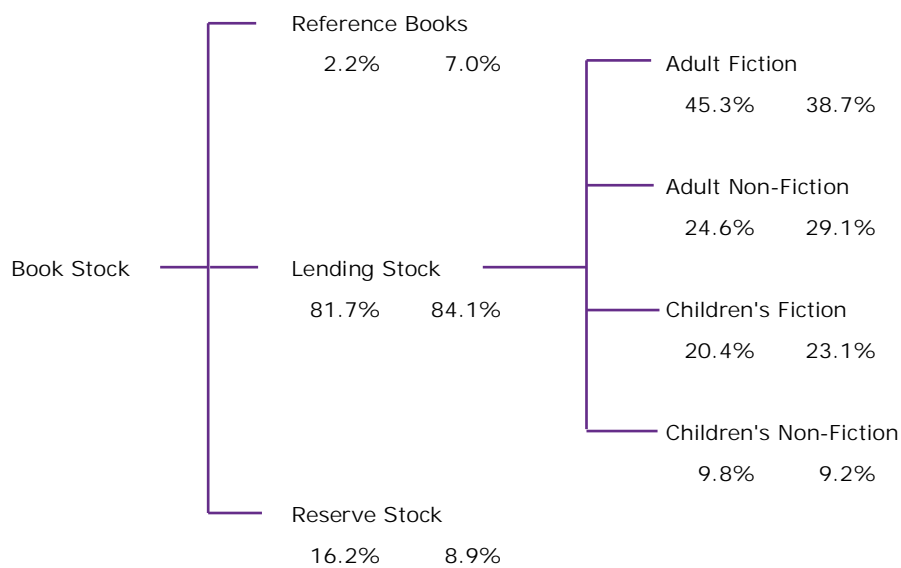 Reference Books
2.2% 7.0%
Adult Fiction
45.3% 38.7%
Adult Non-Fiction
24.6% 29.1%
Book Stock
Lending Stock
81.7% 84.1%
Children's Fiction
20.4% 23.1%
Children's Non-Fiction
9.8% 9.2%
Reserve Stock
16.2% 8.9%